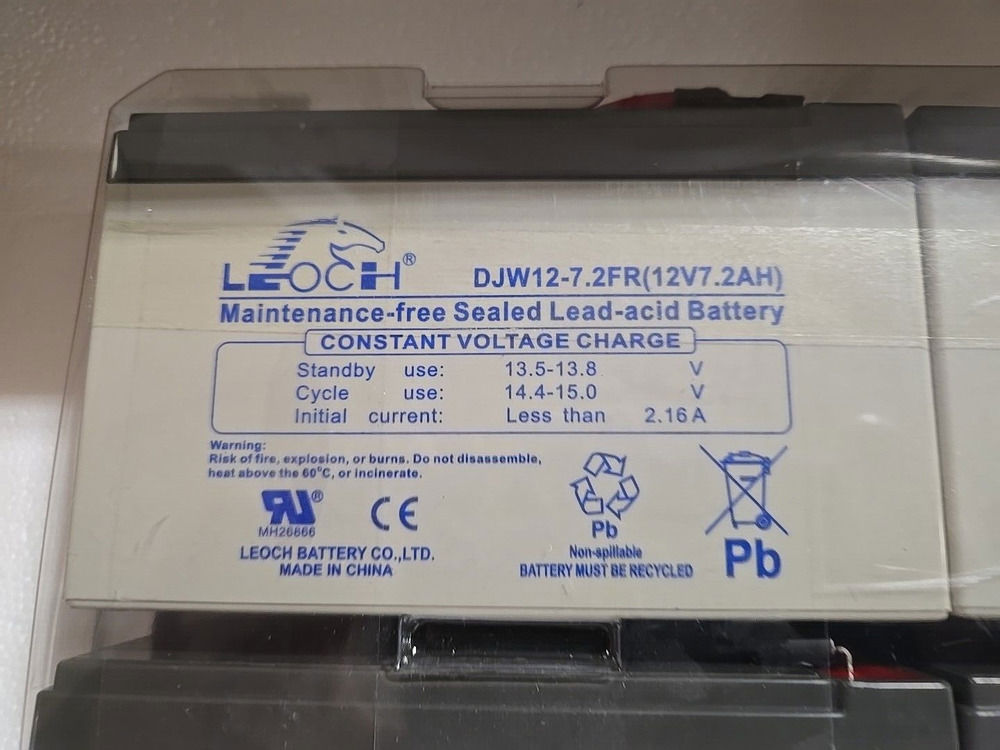 LEOCH®
DJW12-7.2FR(12V7.2AH)
Maintenance-free Sealed Lead-acid Battery
CONSTANT VOLTAGE CHARGE
Standby use: 13.5-13.8 V
Cycle use: 14.4-15.0 V
Initial current: Less than 2.16 A
Warning:
Risk of fire, explosion, or burns. Do not disassemble,
heat above the 60°C, or incinerate.
RU®
MH26866
CE
LEOCH BATTERY CO.,LTD.
MADE IN CHINA
Pb
Non-spillable
BATTERY MUST BE RECYCLED
Pb